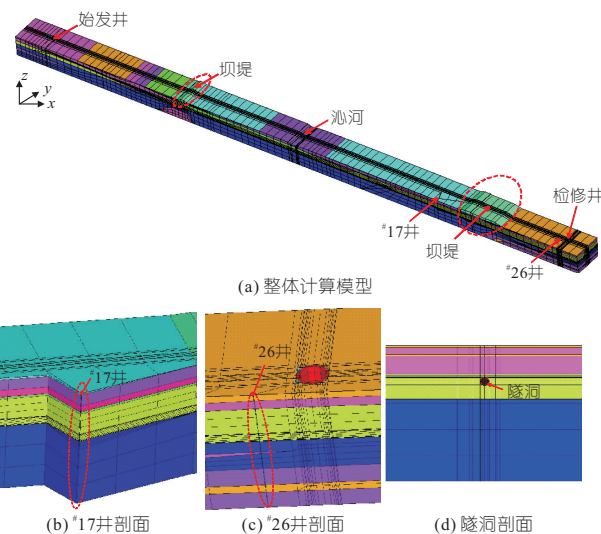 始发井
坝堤
z
y
x
沁河
#17井
坝堤
检修井
#26井
(a) 整体计算模型
#17井
(b) #17井剖面
#26井
(c) #26井剖面
隧洞
(d) 隧洞剖面